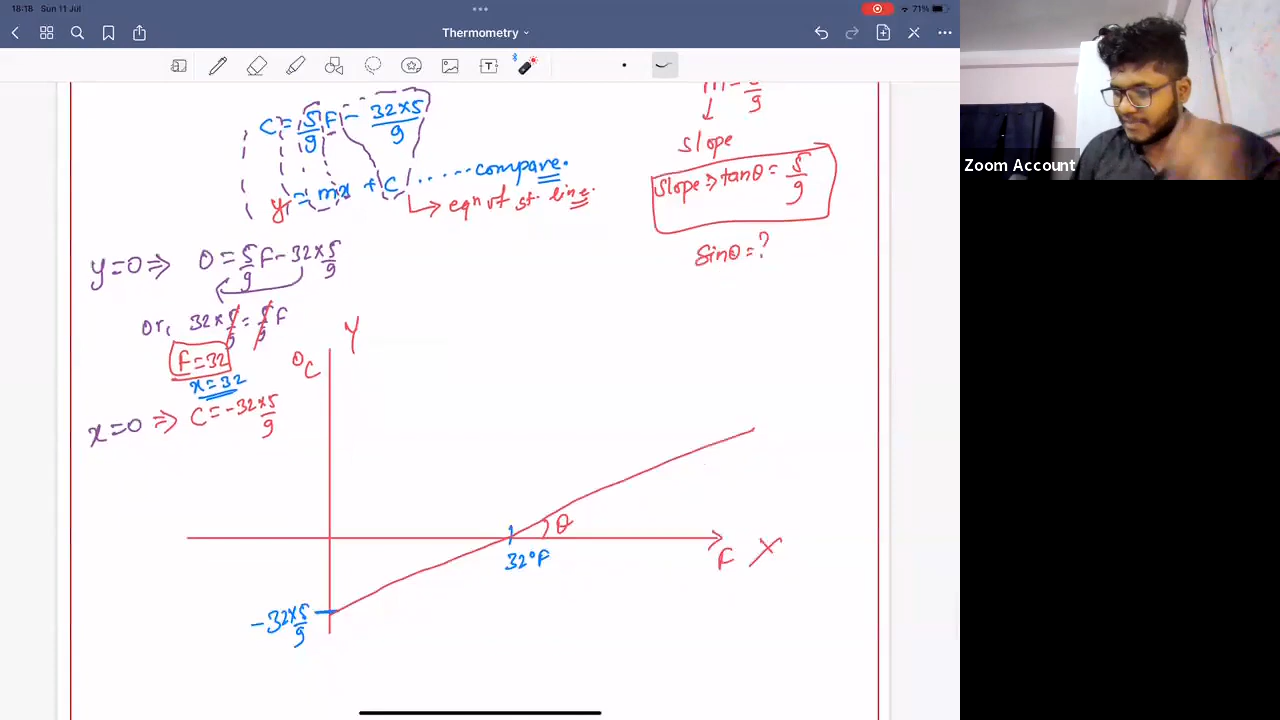 18:18 Sun 11 Jul
71%
Thermometry
C = 5/9 F - 32×5/9
y = mx + C ...... compare.
→ eqn of st. line.
slope
slope ⇒ tanθ = 5/9
sinθ = ?
y=0 ⇒ 0 = 5/9 F - 32×5/9
or, 32×5/9 = 5/9 F
F = 32
x = 32
x=0 ⇒ C = -32×5/9
Y
°C
θ
32°F
F X
-32×5/9
Zoom Account